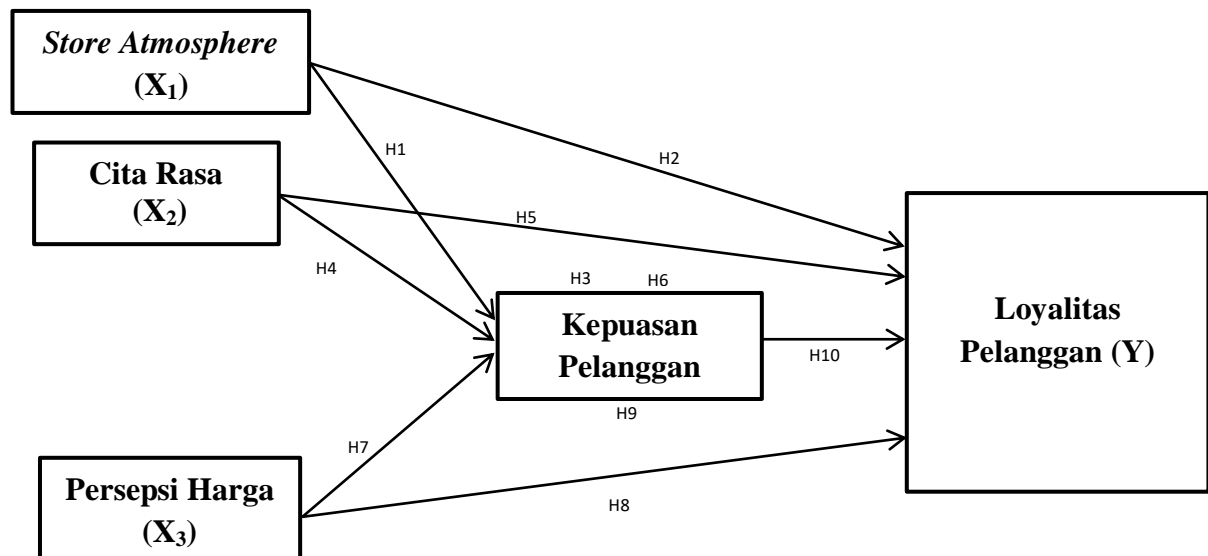 Store Atmosphere
(X₁)
H1
H2
Cita Rasa
(X₂)
H5
H4
H3
H6
Kepuasan
Pelanggan
H10
Loyalitas
Pelanggan (Y)
H9
H7
Persepsi Harga
(X₃)
H8